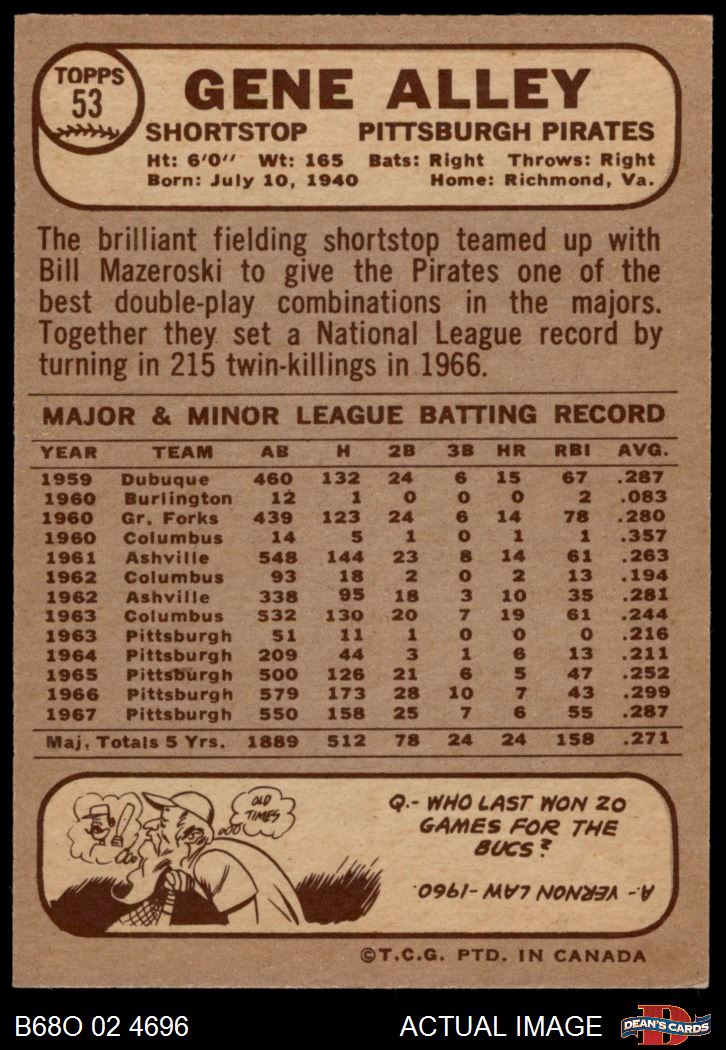 TOPPS
53
GENE ALLEY
SHORTSTOP PITTSBURGH PIRATES
Ht: 6'0" Wt: 165 Bats: Right Throws: Right
Born: July 10, 1940 Home: Richmond, Va.
The brilliant fielding shortstop teamed up with
Bill Mazeroski to give the Pirates one of the
best double-play combinations in the majors.
Together they set a National League record by
turning in 215 twin-killings in 1966.
MAJOR & MINOR LEAGUE BATTING RECORD
YEAR TEAM AB H 2B 3B HR RBI AVG.
1959 Dubuque 460 132 24 6 15 67 .287
1960 Burlington 12 1 0 0 0 2 .083
1960 Gr. Forks 439 123 24 6 14 78 .280
1960 Columbus 14 5 1 0 1 1 .357
1961 Ashville 548 144 23 8 14 61 .263
1962 Columbus 93 18 2 0 2 13 .194
1962 Ashville 338 95 18 3 10 35 .281
1963 Columbus 532 130 20 7 19 61 .244
1963 Pittsburgh 51 11 1 0 0 0 .216
1964 Pittsburgh 209 44 3 1 6 13 .211
1965 Pittsburgh 500 126 21 6 5 47 .252
1966 Pittsburgh 579 173 28 10 7 43 .299
1967 Pittsburgh 550 158 25 7 6 55 .287
Maj. Totals 5 Yrs. 1889 512 78 24 24 158 .271
OLD
TIMES
Q.- WHO LAST WON 20
GAMES FOR THE
BUCS?
A.- VERNON LAW-1960.
©T.C.G. PTD. IN CANADA
B68O 02 4696 ACTUAL IMAGE
D
DEAN'S CARDS